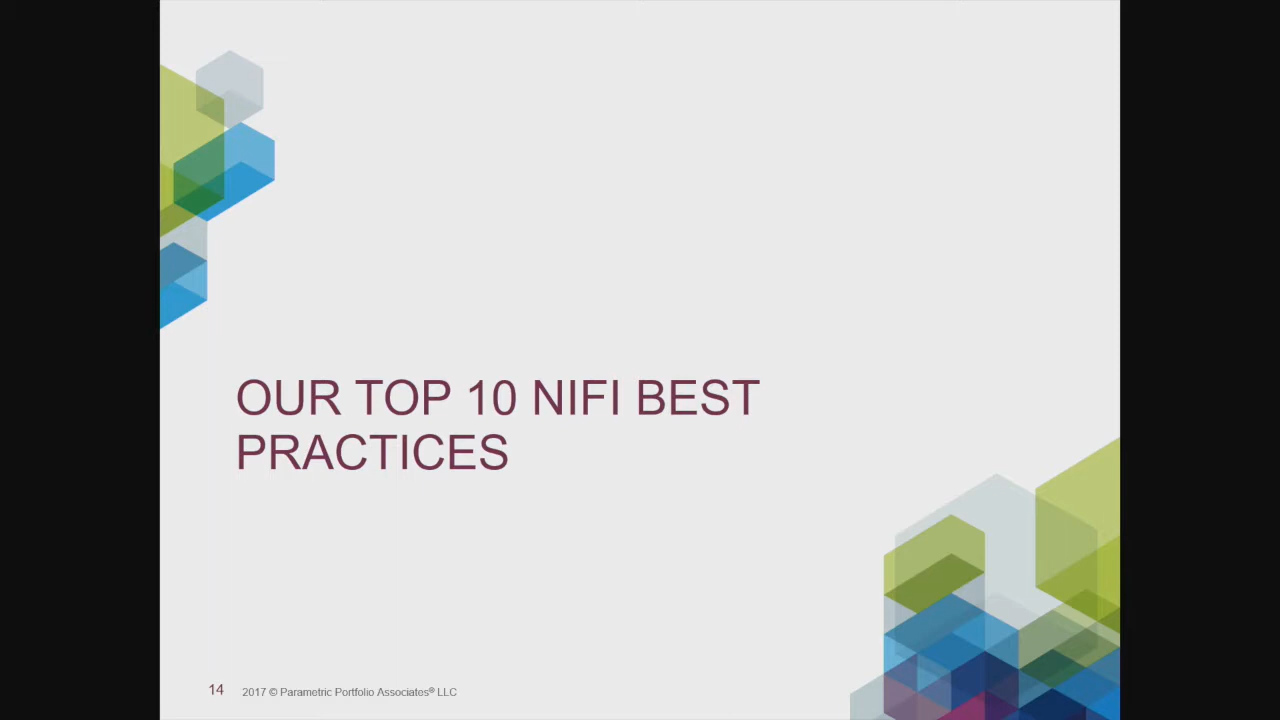 OUR TOP 10 NIFI BEST
PRACTICES
14 2017 © Parametric Portfolio Associates® LLC